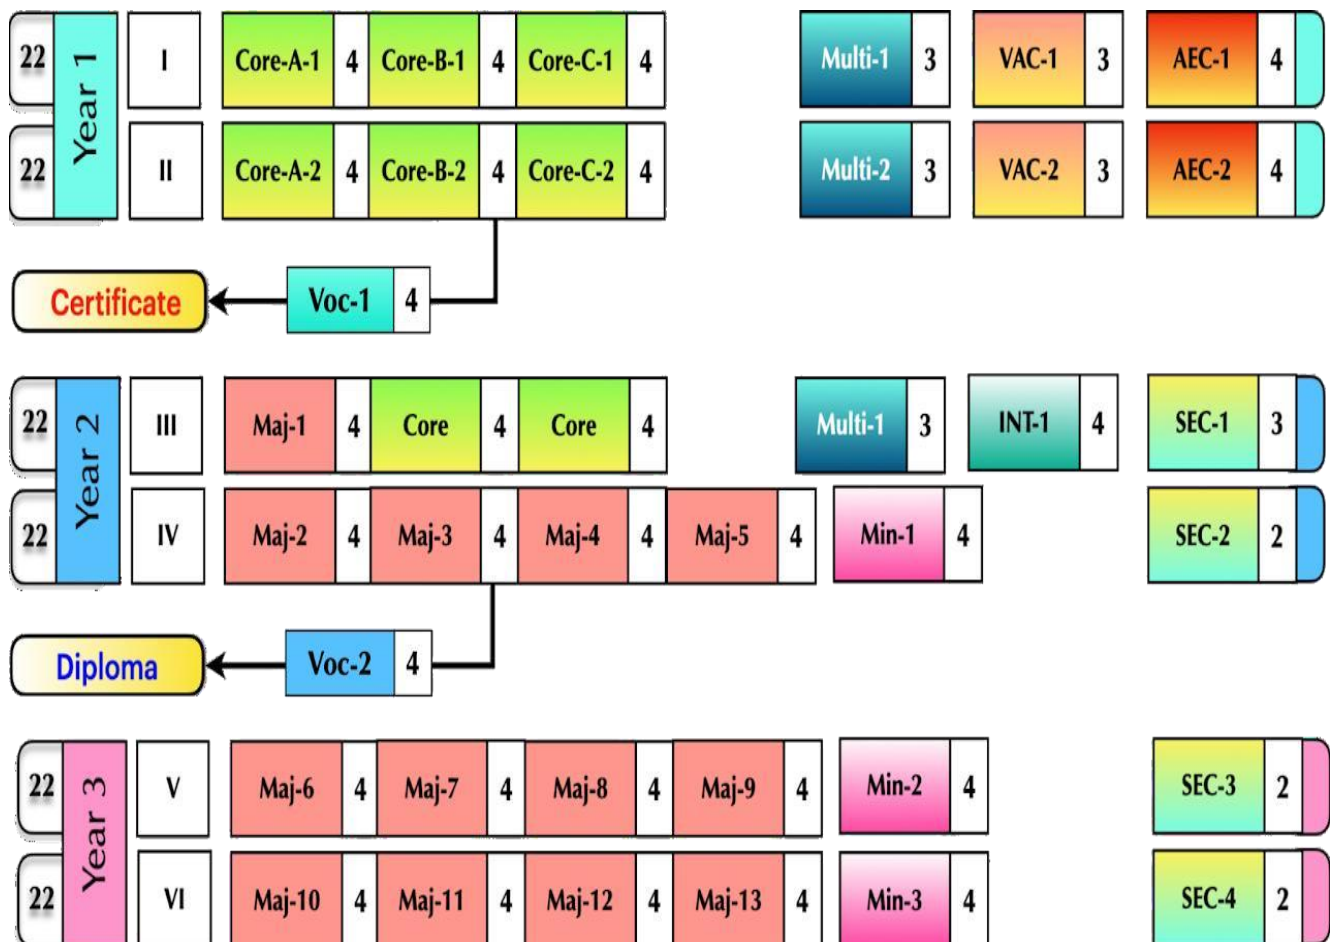 22 Year 1 I Core-A-1 4 Core-B-1 4 Core-C-1 4 Multi-1 3 VAC-1 3 AEC-1 4
22 II Core-A-2 4 Core-B-2 4 Core-C-2 4 Multi-2 3 VAC-2 3 AEC-2 4
Certificate Voc-1 4
22 Year 2 III Maj-1 4 Core 4 Core 4 Multi-1 3 INT-1 4 SEC-1 3
22 IV Maj-2 4 Maj-3 4 Maj-4 4 Maj-5 4 Min-1 4 SEC-2 2
Diploma Voc-2 4
22 Year 3 V Maj-6 4 Maj-7 4 Maj-8 4 Maj-9 4 Min-2 4 SEC-3 2
22 VI Maj-10 4 Maj-11 4 Maj-12 4 Maj-13 4 Min-3 4 SEC-4 2